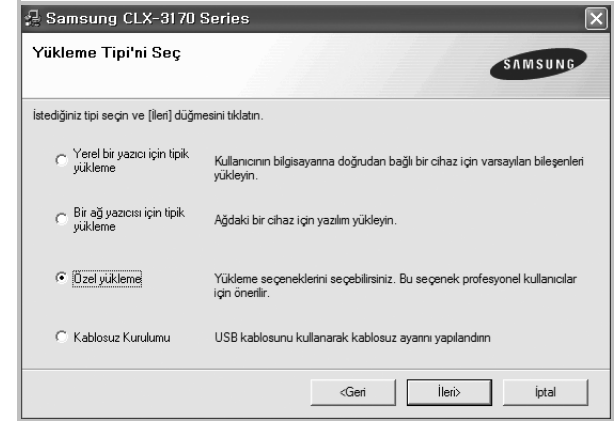 Samsung CLX-3170 Series
Yükleme Tipi'ni Seç
SAMSUNG
İstediğiniz tipi seçin ve [İleri] düğmesini tıklatın.
Yerel bir yazıcı için tipik
yükleme
Kullanıcının bilgisayarına doğrudan bağlı bir cihaz için varsayılan bileşenleri
yükleyin.
Bir ağ yazıcısı için tipik
yükleme
Ağdaki bir cihaz için yazılım yükleyin.
Özel yükleme
Yükleme seçeneklerini seçebilirsiniz. Bu seçenek profesyonel kullanıcılar
için önerilir.
Kablosuz Kurulumu
USB kablosunu kullanarak kablosuz ayarını yapılandırın
<Geri
İleri>
İptal